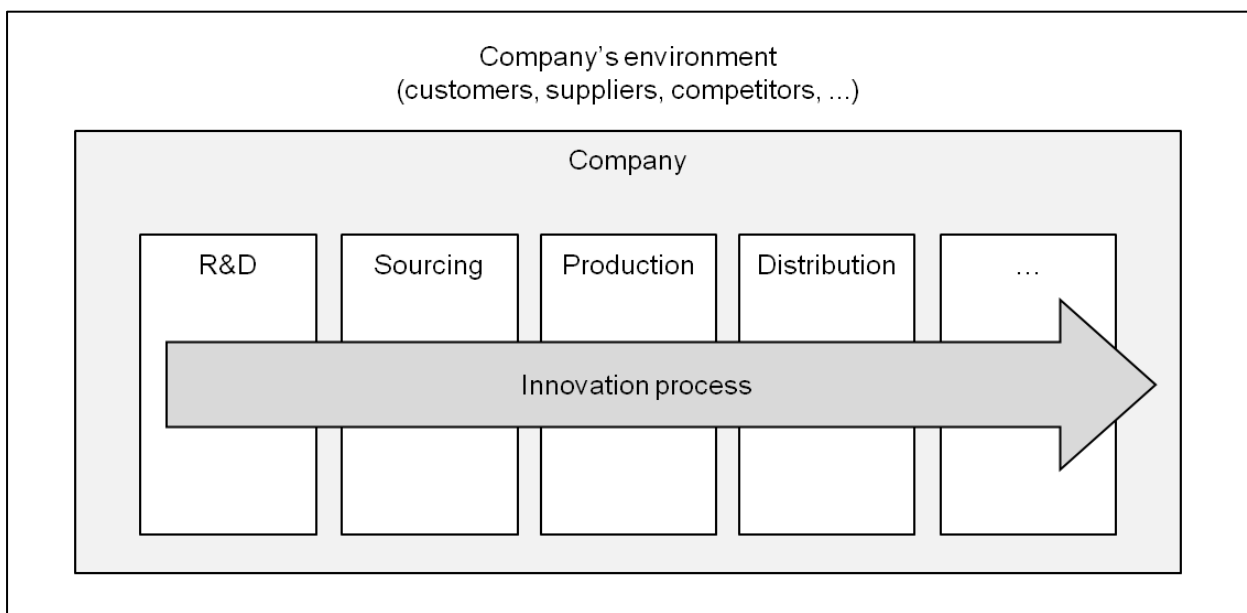 Company’s environment
(customers, suppliers, competitors, ...)
Company
R&D
Sourcing
Production
Distribution
...
Innovation process